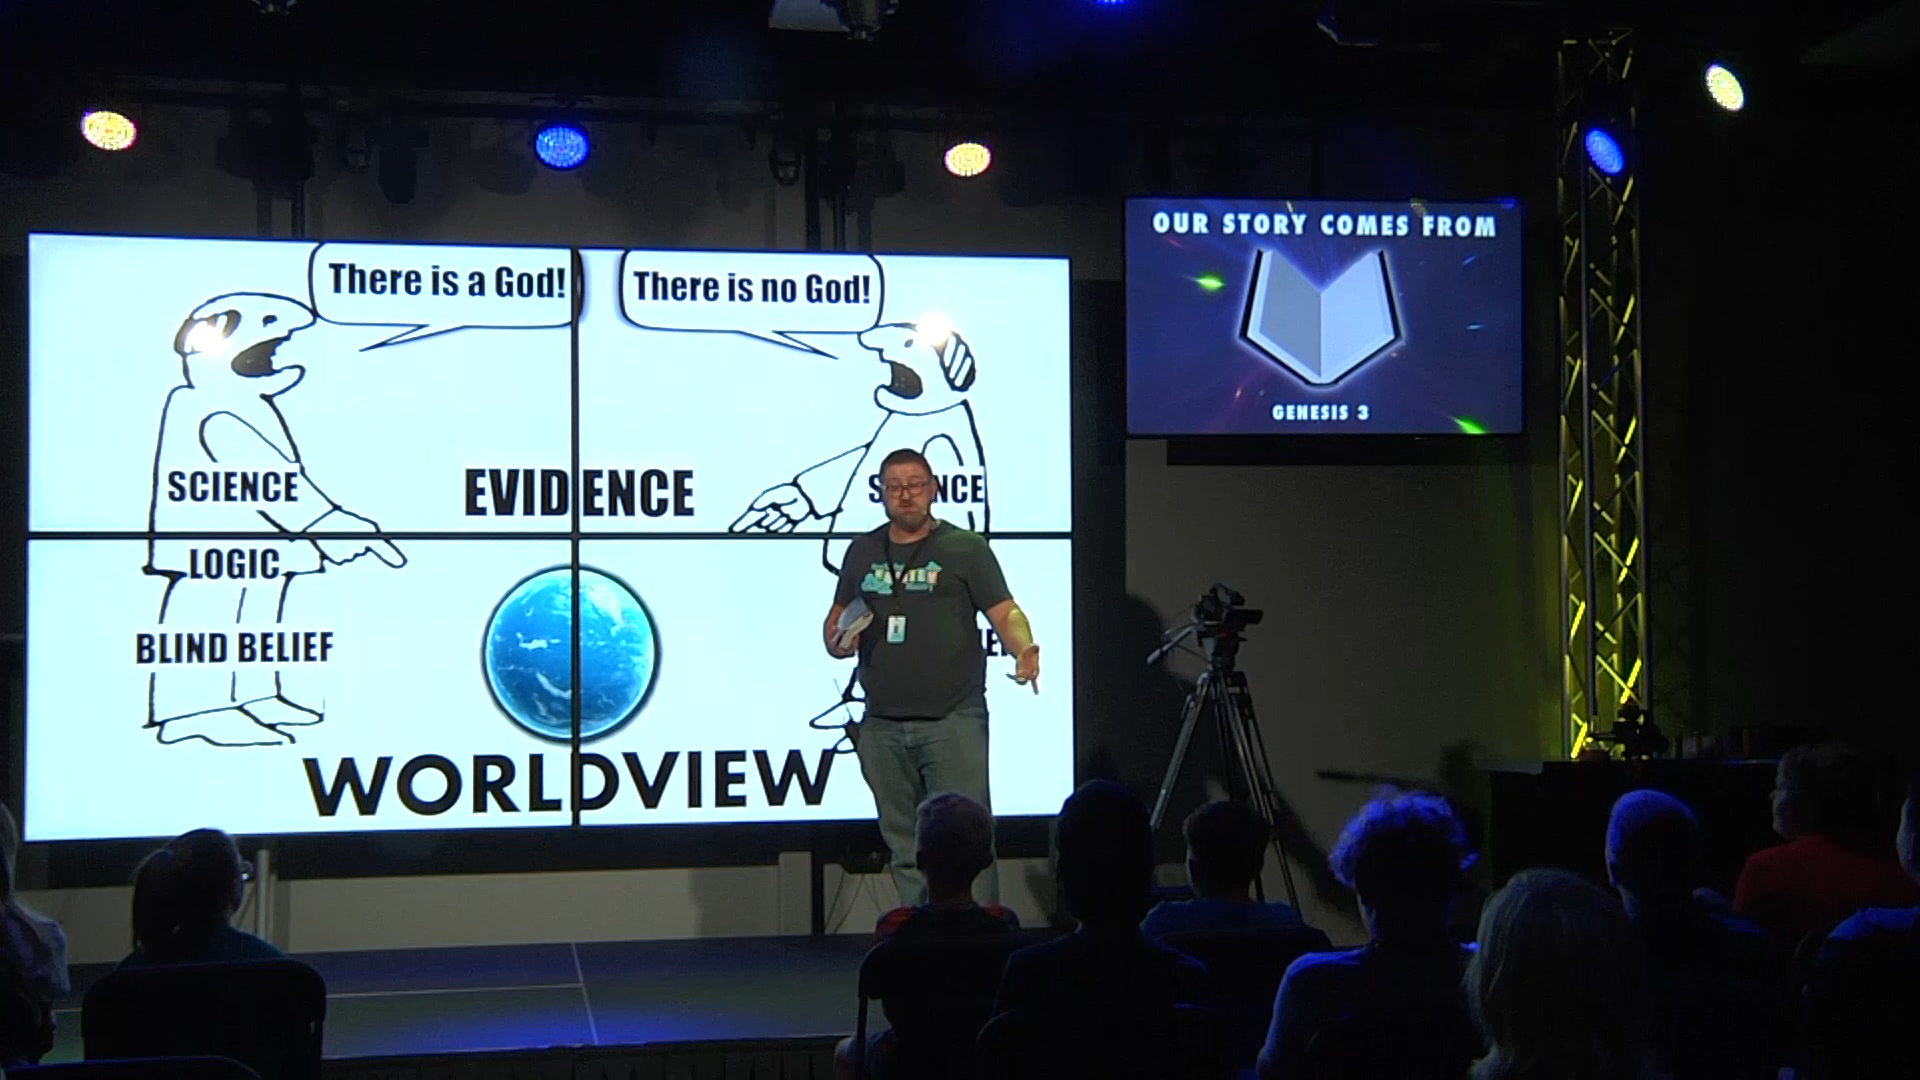 There is a God!
There is no God!
SCIENCE
EVIDENCE
LOGIC
BLIND BELIEF
WORLDVIEW
OUR STORY COMES FROM
GENESIS 3